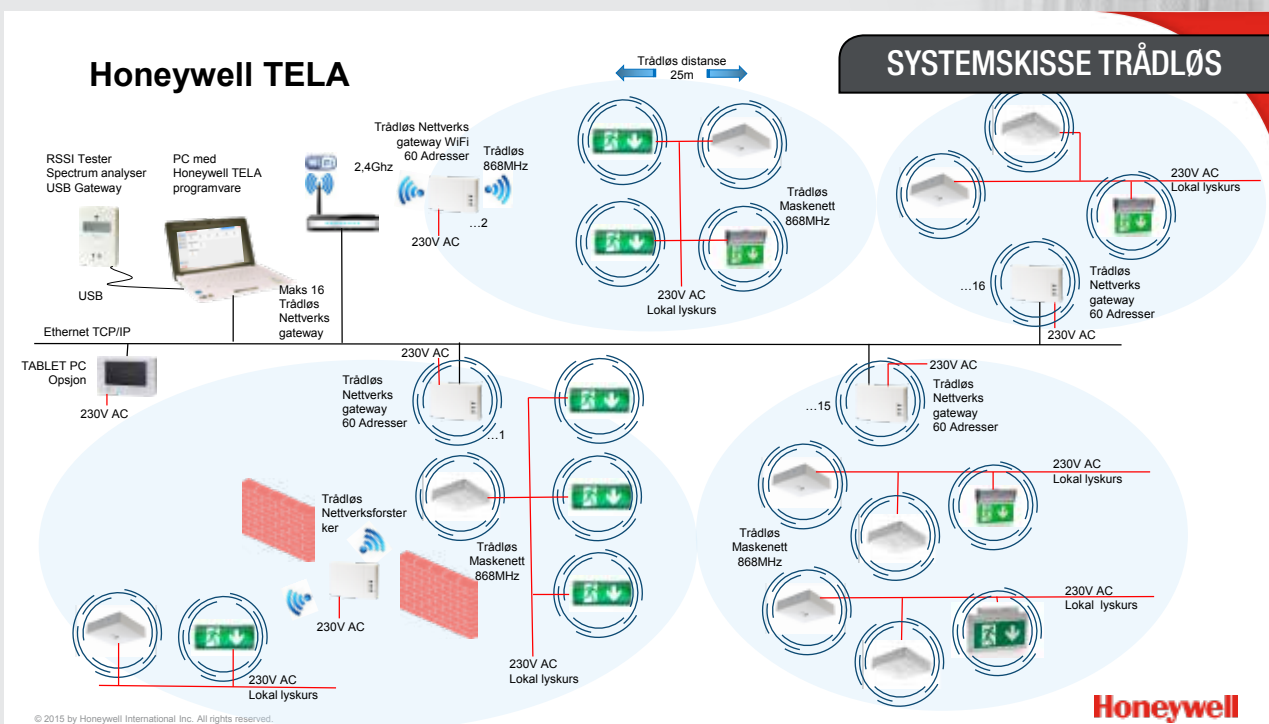 Honeywell TELA
SYSTEMSKISSE TRÅDLØS
Trådløs distanse
25m
Trådløs Nettverks
gateway WiFi
60 Adresser
2,4Ghz
Trådløs
868MHz
…2
230V AC
RSSI Tester
Spectrum analyser
USB Gateway
PC med
Honeywell TELA
programvare
USB
Maks 16
Trådløs
Nettverks
gateway
Trådløs
Maskenett
868MHz
230V AC
Lokal lyskurs
230V AC
Lokal lyskurs
…16
Trådløs
Nettverks
gateway
60 Adresser
230V AC
Ethernet TCP/IP
TABLET PC
Opsjon
230V AC
230V AC
Trådløs
Nettverks
gateway
60 Adresser
…1
230V AC
…15
Trådløs
Nettverks
gateway
60 Adresser
Trådløs
Nettverksforster
ker
230V AC
Trådløs
Maskenett
868MHz
230V AC
Lokal lyskurs
230V AC
Lokal lyskurs
230V AC
Lokal lyskurs
Trådløs
Maskenett
868MHz
230V AC
Lokal lyskurs
© 2015 by Honeywell International Inc. All rights reserved.
Honeywell